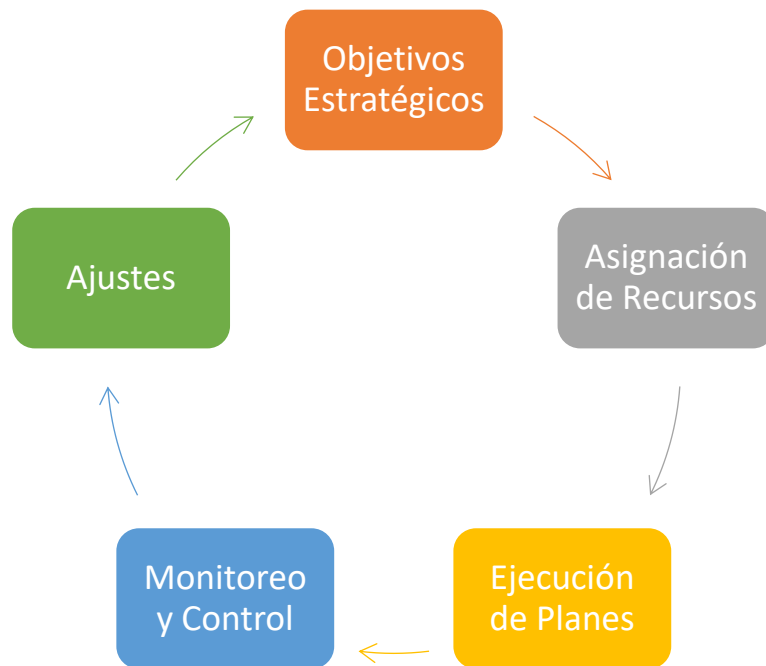 Objetivos
Estratégicos
Asignación
de Recursos
Ejecución
de Planes
Monitoreo
y Control
Ajustes